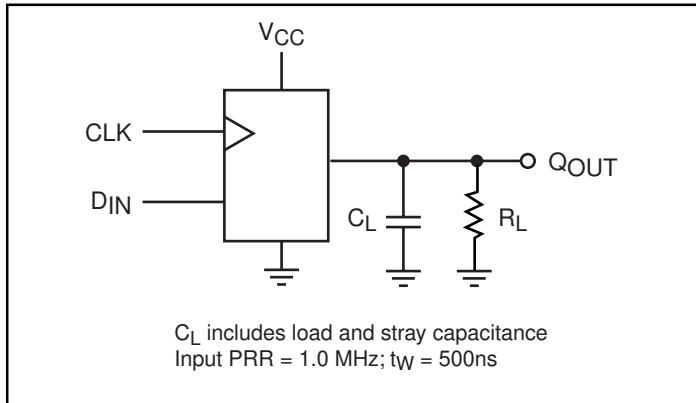 VCC
CLK
DIN
CL
RL
QOUT
CL includes load and stray capacitance
Input PRR = 1.0 MHz; tW = 500ns